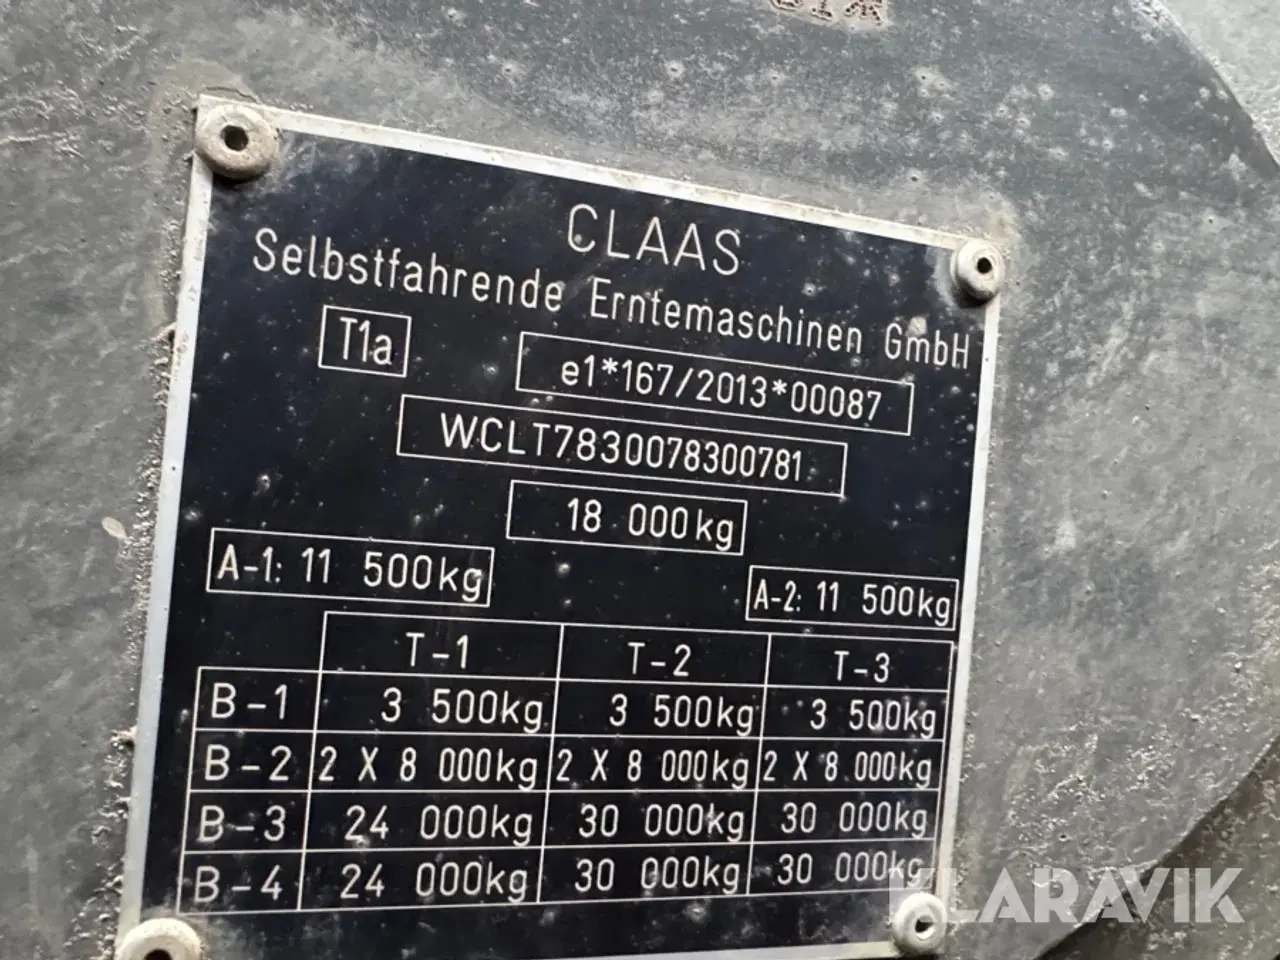 CLAAS
Selbstfahrende Erntemaschinen GmbH
T1a e1*167/2013*00087
WCLT7830078300781
18 000kg
A-1: 11 500kg A-2: 11 500kg
T-1 T-2 T-3
B-1 3 500kg 3 500kg 3 500kg
B-2 2 X 8 000kg 2 X 8 000kg 2 X 8 000kg
B-3 24 000kg 30 000kg 30 000kg
B-4 24 000kg 30 000kg 30 000kg
KLARAVIK